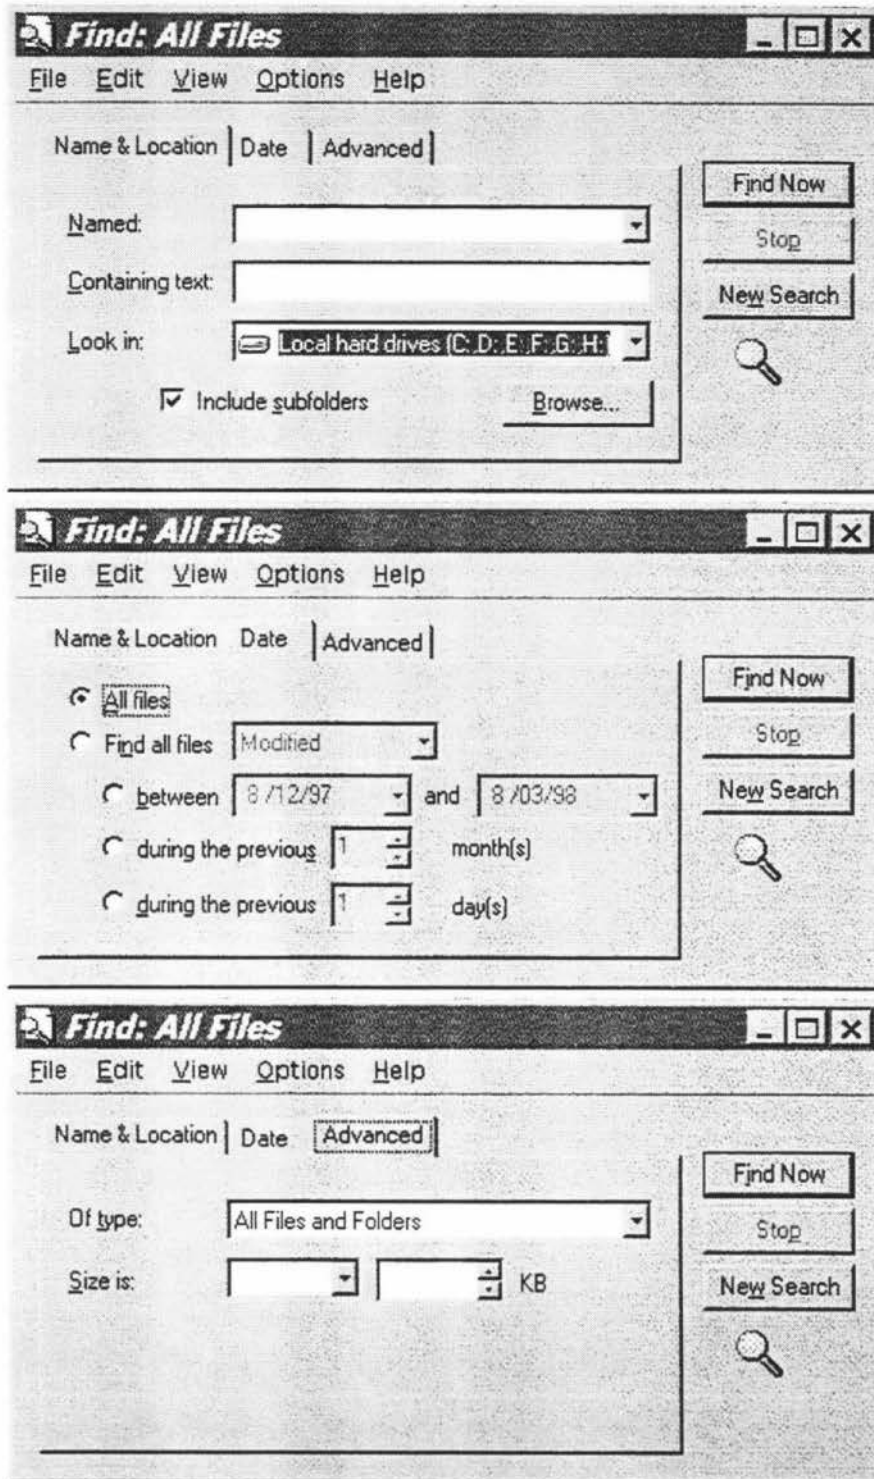 Find: All Files
File Edit View Options Help
Name & Location Date Advanced
Find Now
Named:
Stop
Containing text:
New Search
Look in: Local hard drives (C:,D:,E:,F:,G:,H:
Include subfolders Browse...
Find: All Files
File Edit View Options Help
Name & Location Date Advanced
Find Now
All files
Stop
Find all files Modified
between 8 /12/97 and 8 /03/98
New Search
during the previous 1 month(s)
during the previous 1 day(s)
Find: All Files
File Edit View Options Help
Name & Location Date Advanced
Find Now
Of type: All Files and Folders
Stop
Size is: KB
New Search